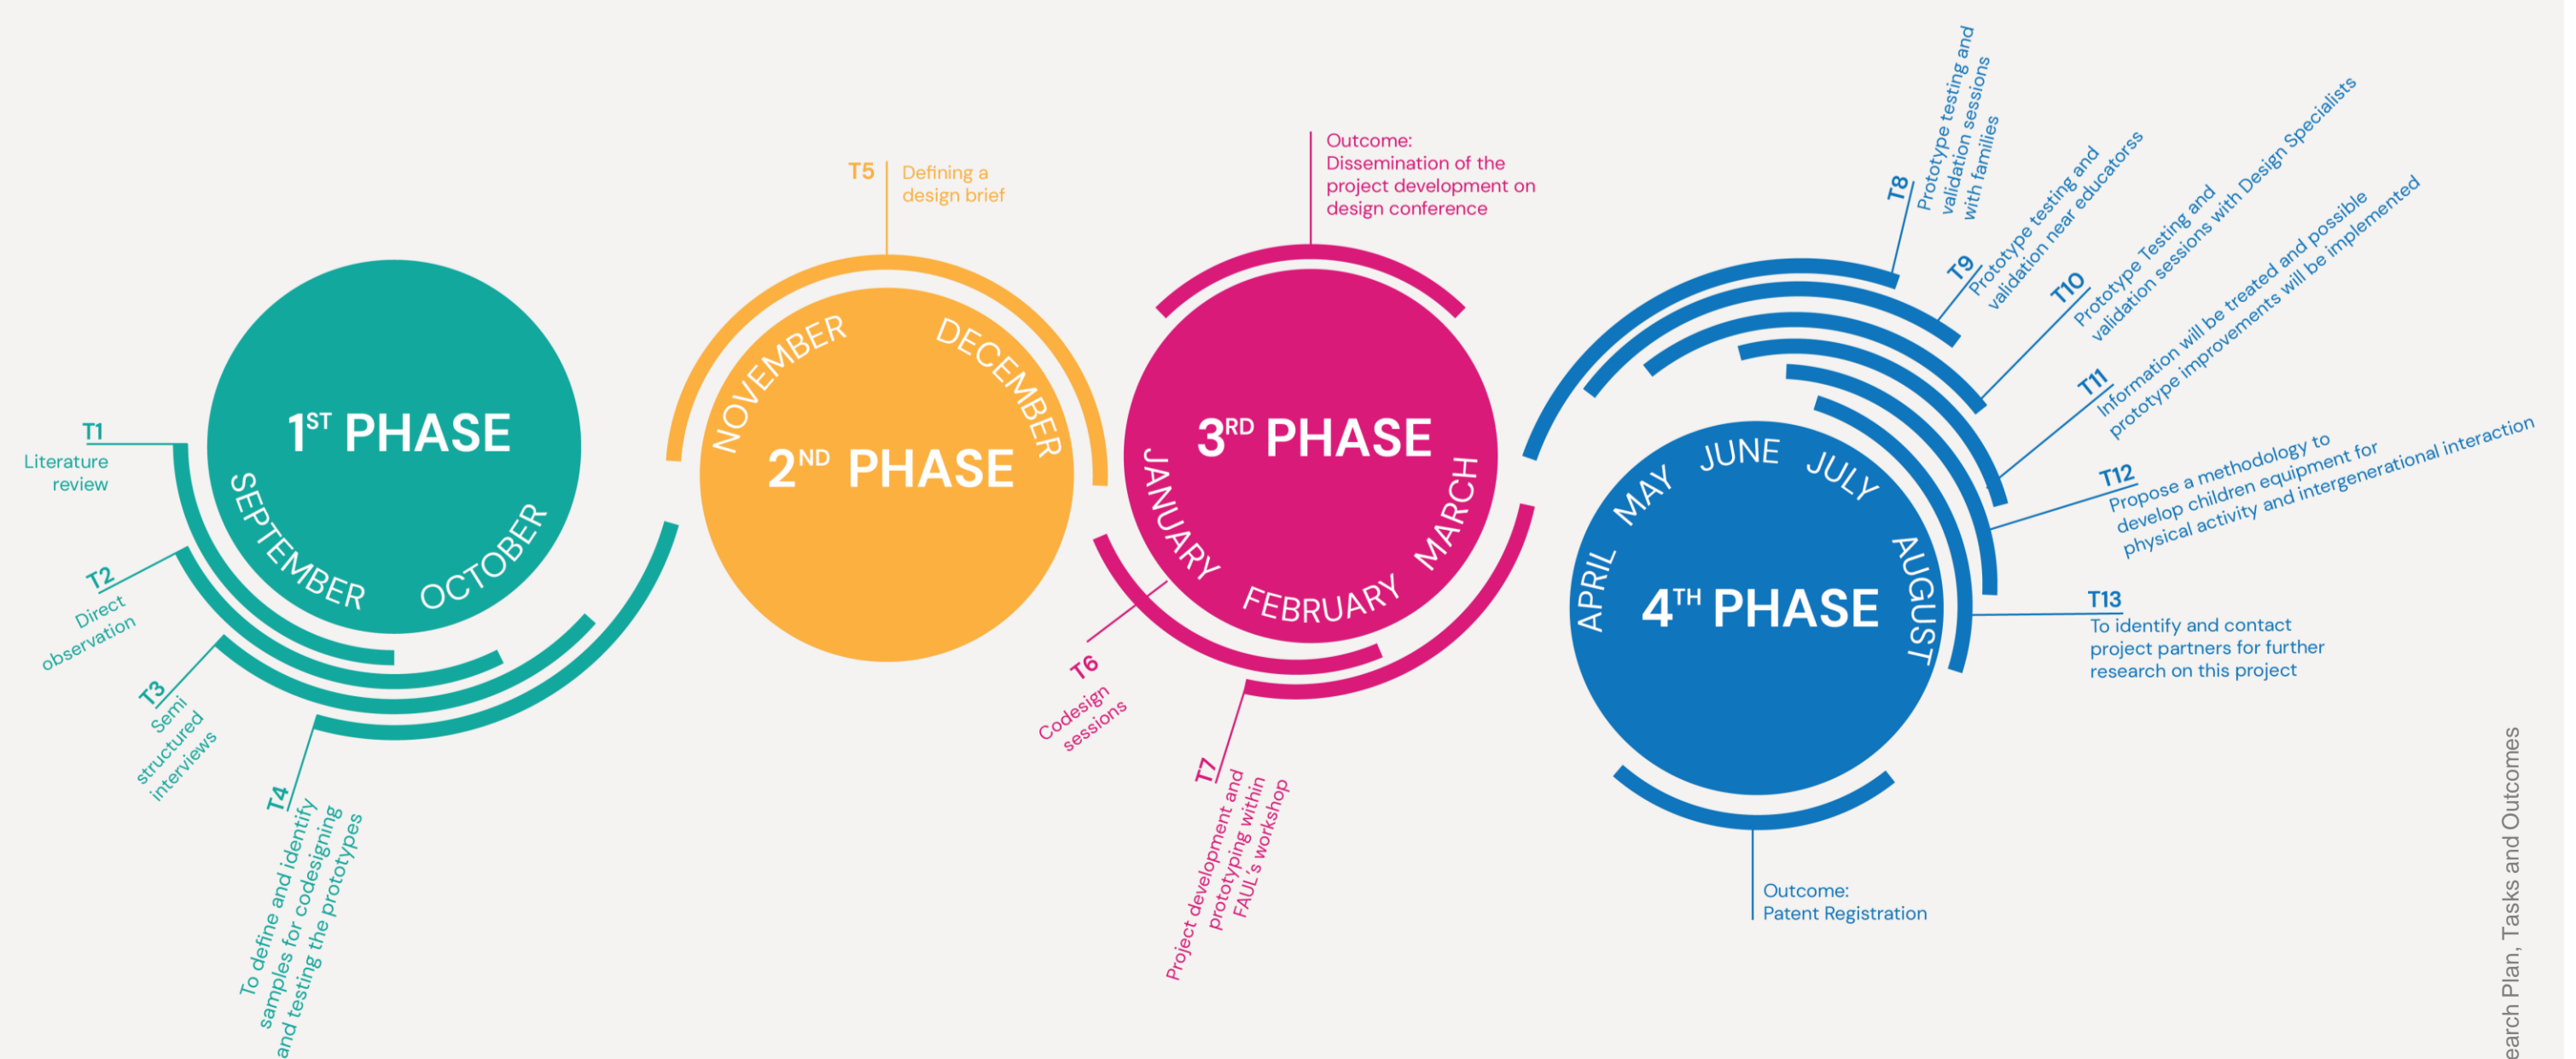 1ST PHASE
SEPTEMBER
OCTOBER
T1
Literature
review
T2
Direct
observation
T3
Semi
structured
interviews
T4
To define and identify
samples for codesigning
and testing the prototypes
2ND PHASE
NOVEMBER
DECEMBER
T5
Defining a
design brief
3RD PHASE
JANUARY
FEBRUARY
MARCH
Outcome:
Dissemination of the
project development on
design conference
T6
Codesign
sessions
T7
Project development and
prototyping within
FAUL's workshop
4TH PHASE
APRIL
MAY
JUNE
JULY
AUGUST
T8
Prototype testing and
validation sessions
with families
T9
Prototype testing and
validation near educatorss
T10
Prototype Testing and
validation sessions with Design Specialists
T11
Information will be treated and possible
prototype improvements will be implemented
T12
Propose a methodology to
develop children equipment for
physical activity and intergenerational interaction
T13
To identify and contact
project partners for further
research on this project
Outcome:
Patent Registration
earch Plan, Tasks and Outcomes